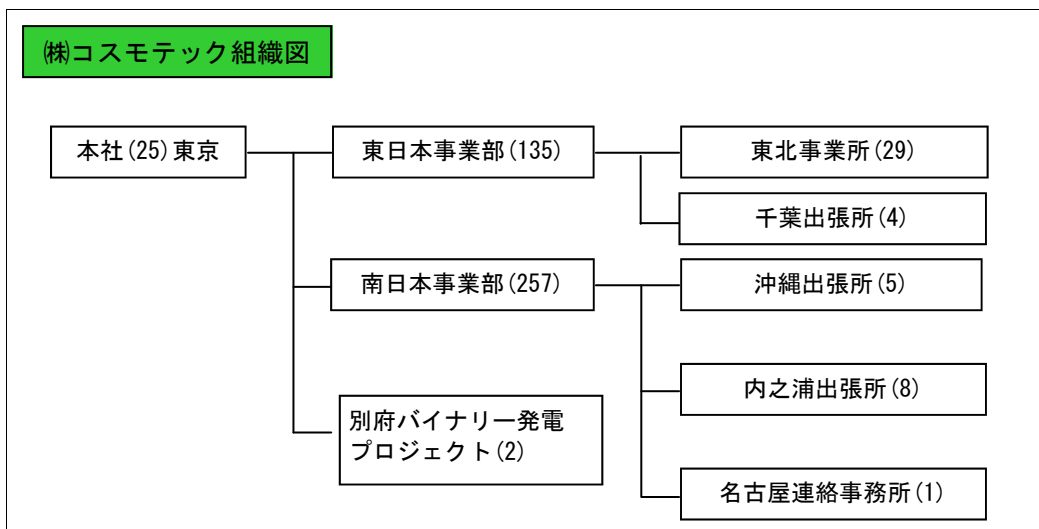 ㈱コスモテック組織図
本社(25)東京
東日本事業部(135)
東北事業所(29)
千葉出張所(4)
南日本事業部(257)
沖縄出張所(5)
内之浦出張所(8)
別府バイナリー発電
プロジェクト(2)
名古屋連絡事務所(1)